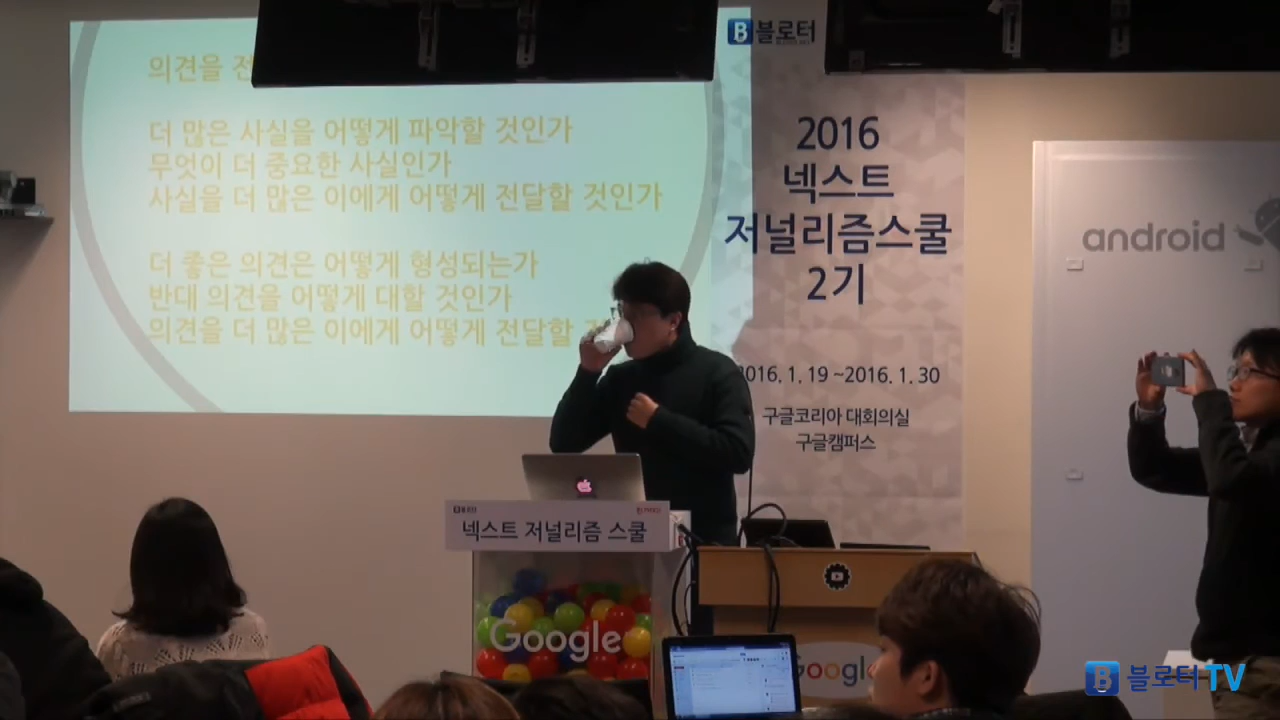 의견을 전
더 많은 사실을 어떻게 파악할 것인가
무엇이 더 중요한 사실인가
사실을 더 많은 이에게 어떻게 전달할 것인가
더 좋은 의견은 어떻게 형성되는가
반대 의견을 어떻게 대할 것인가
의견을 더 많은 이에게 어떻게 전달할
B 블로터
2016
넥스트
저널리즘스쿨
2기
2016. 1. 19 ~2016. 1. 30
구글코리아 대회의실
구글캠퍼스
android
블로터
넥스트 저널리즘 스쿨
Google
Google
B 블로터 TV